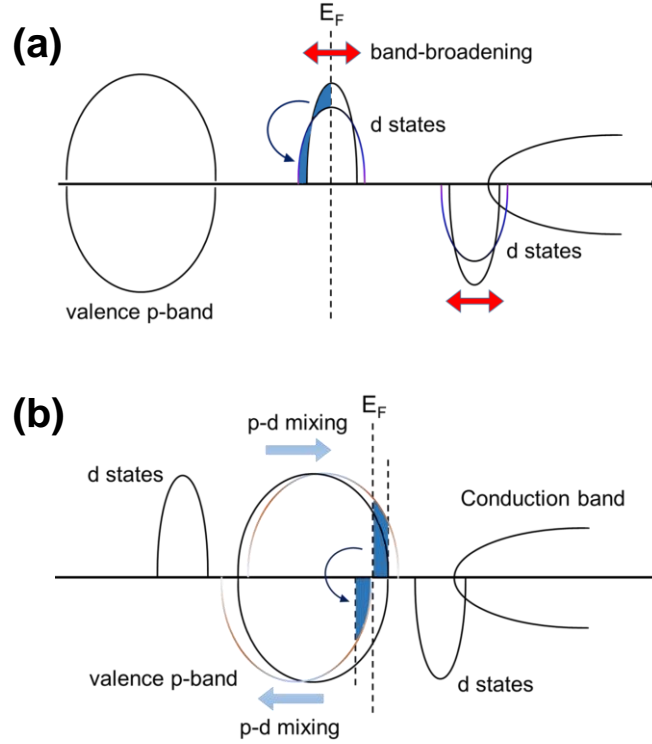 (a)
E_F
band-broadening
d states
d states
valence p-band
(b)
E_F
p-d mixing
d states
Conduction band
valence p-band
d states
p-d mixing